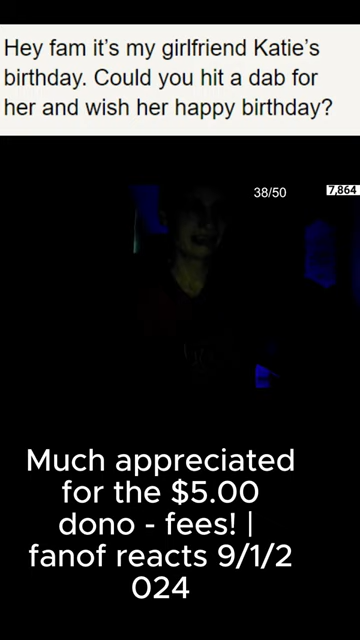 Hey fam it's my girlfriend Katie's
birthday. Could you hit a dab for
her and wish her happy birthday?
38/50
7,864
Much appreciated
for the $5.00
dono - fees! |
fanof reacts 9/1/2
024